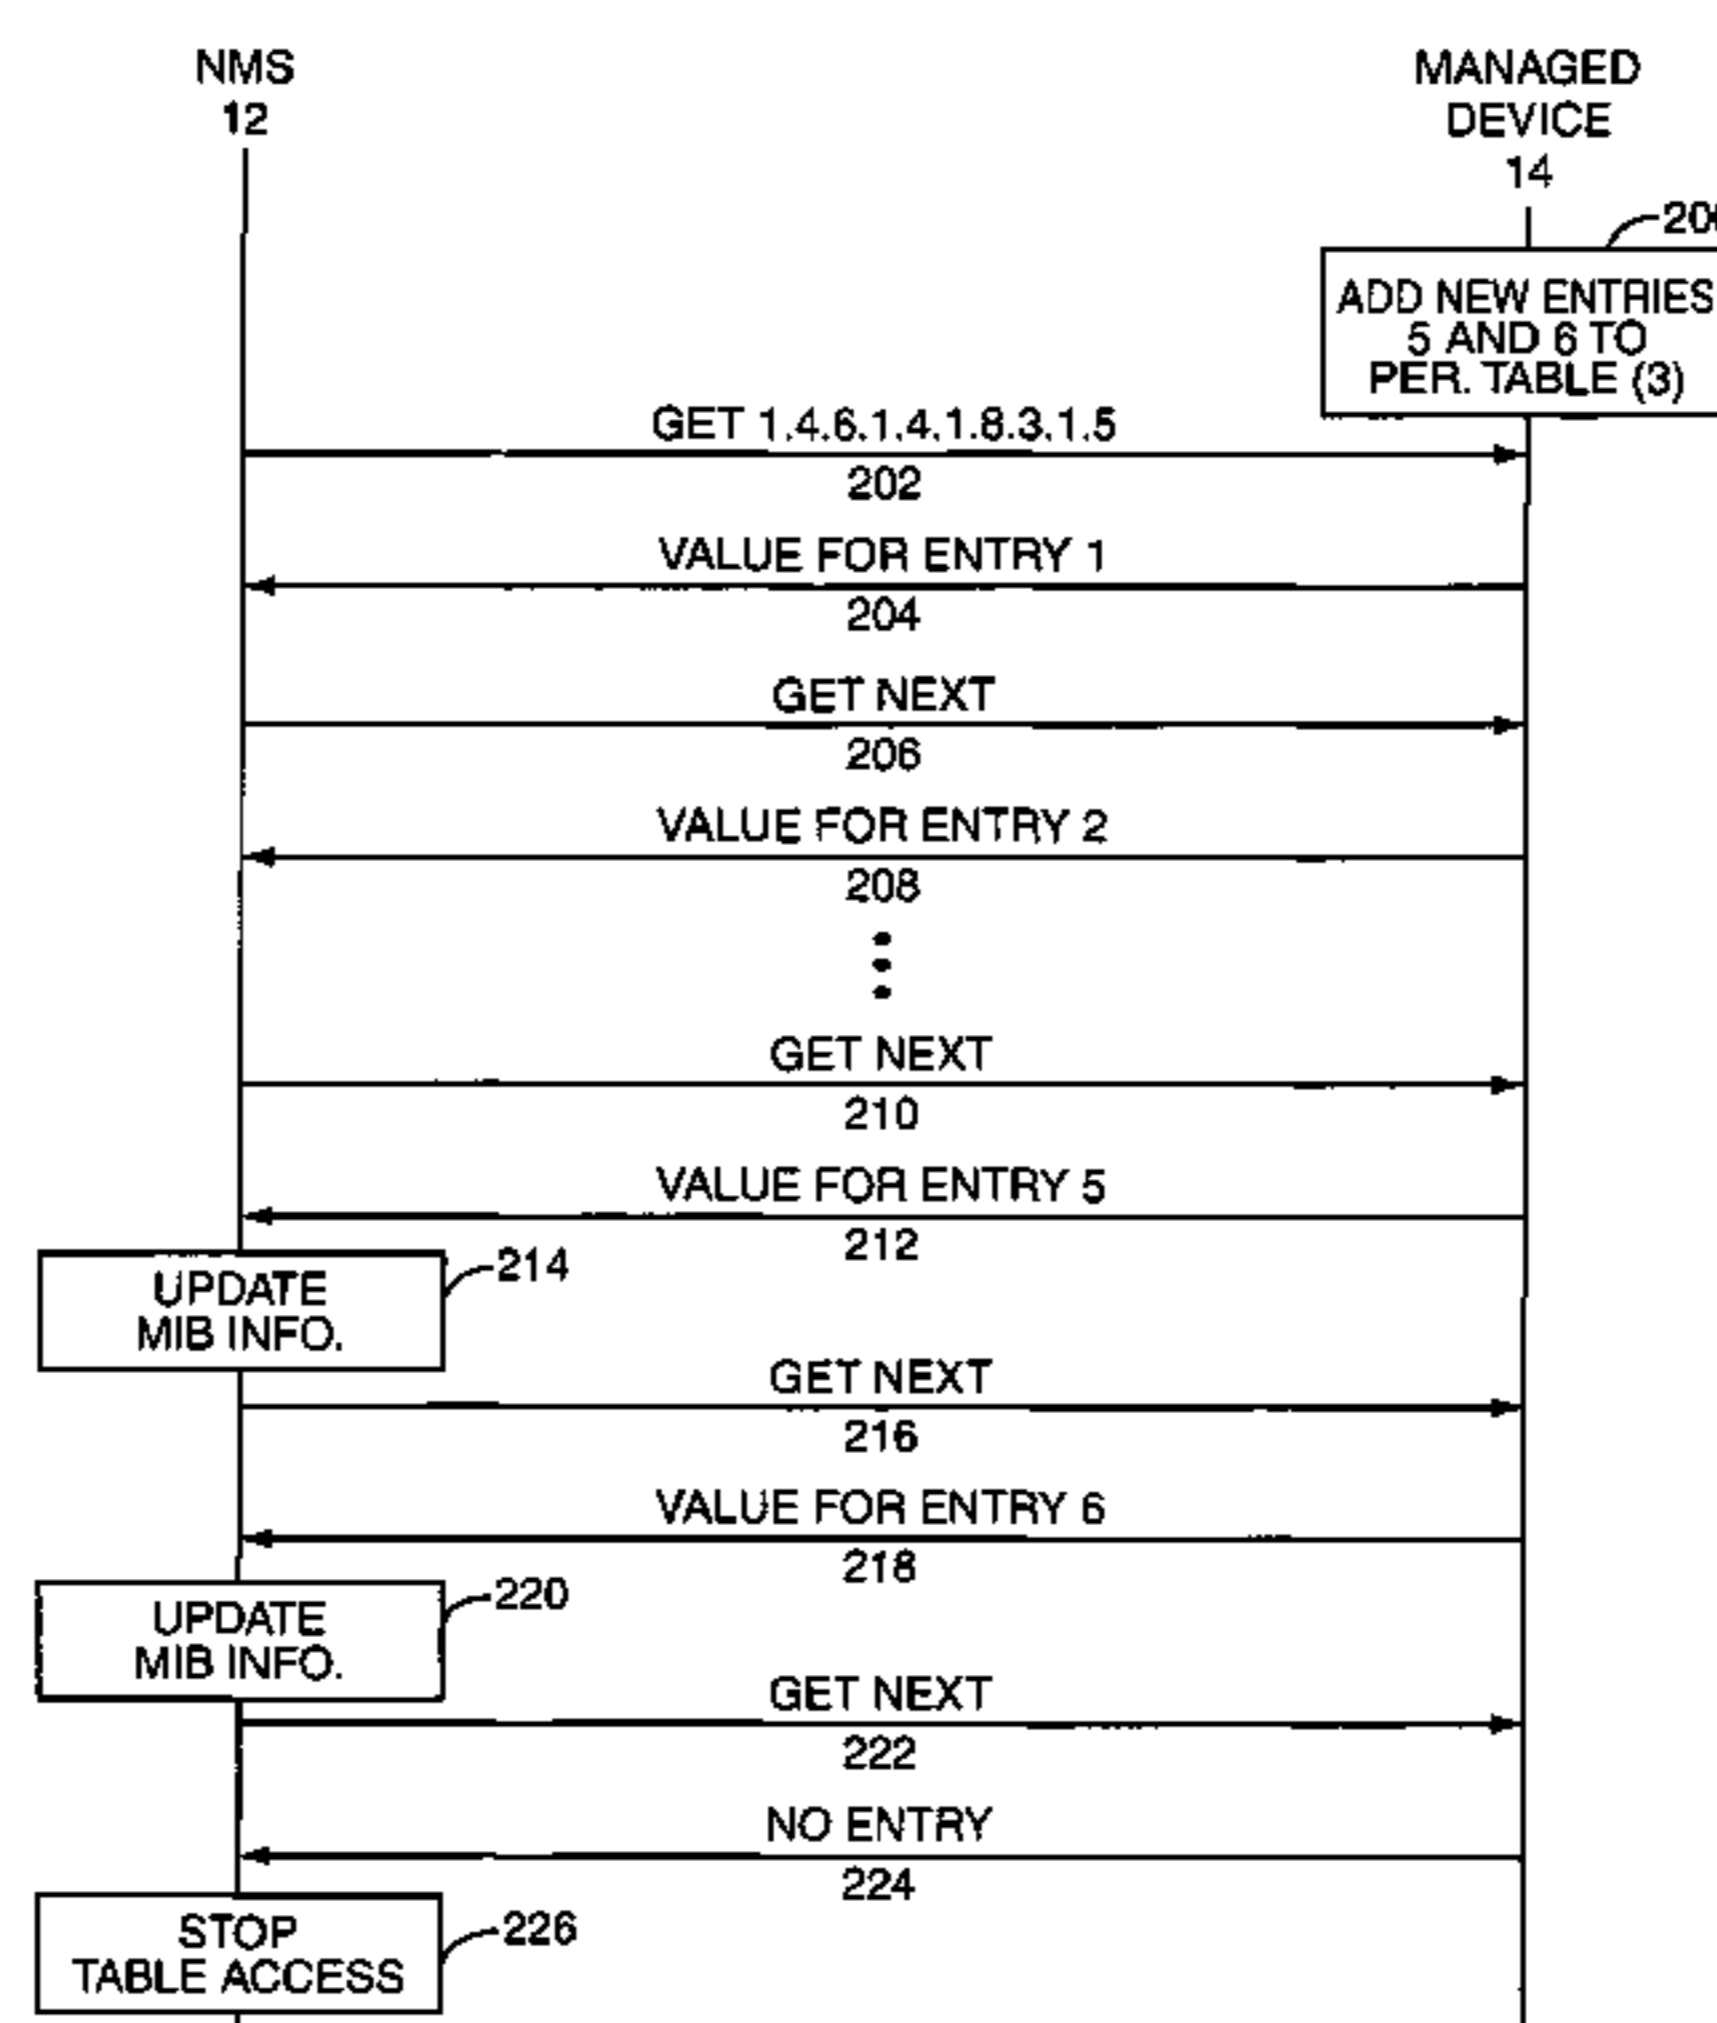 NMS
12
MANAGED
DEVICE
14
ADD NEW ENTRIES
5 AND 6 TO
PER. TABLE (3)
GET 1.4.6.1.4.1.8.3.1.5
202
VALUE FOR ENTRY 1
204
GET NEXT
206
VALUE FOR ENTRY 2
208
GET NEXT
210
VALUE FOR ENTRY 5
212
UPDATE
MIB INFO.
214
GET NEXT
216
VALUE FOR ENTRY 6
218
UPDATE
MIB INFO.
220
GET NEXT
222
NO ENTRY
224
STOP
TABLE ACCESS
226